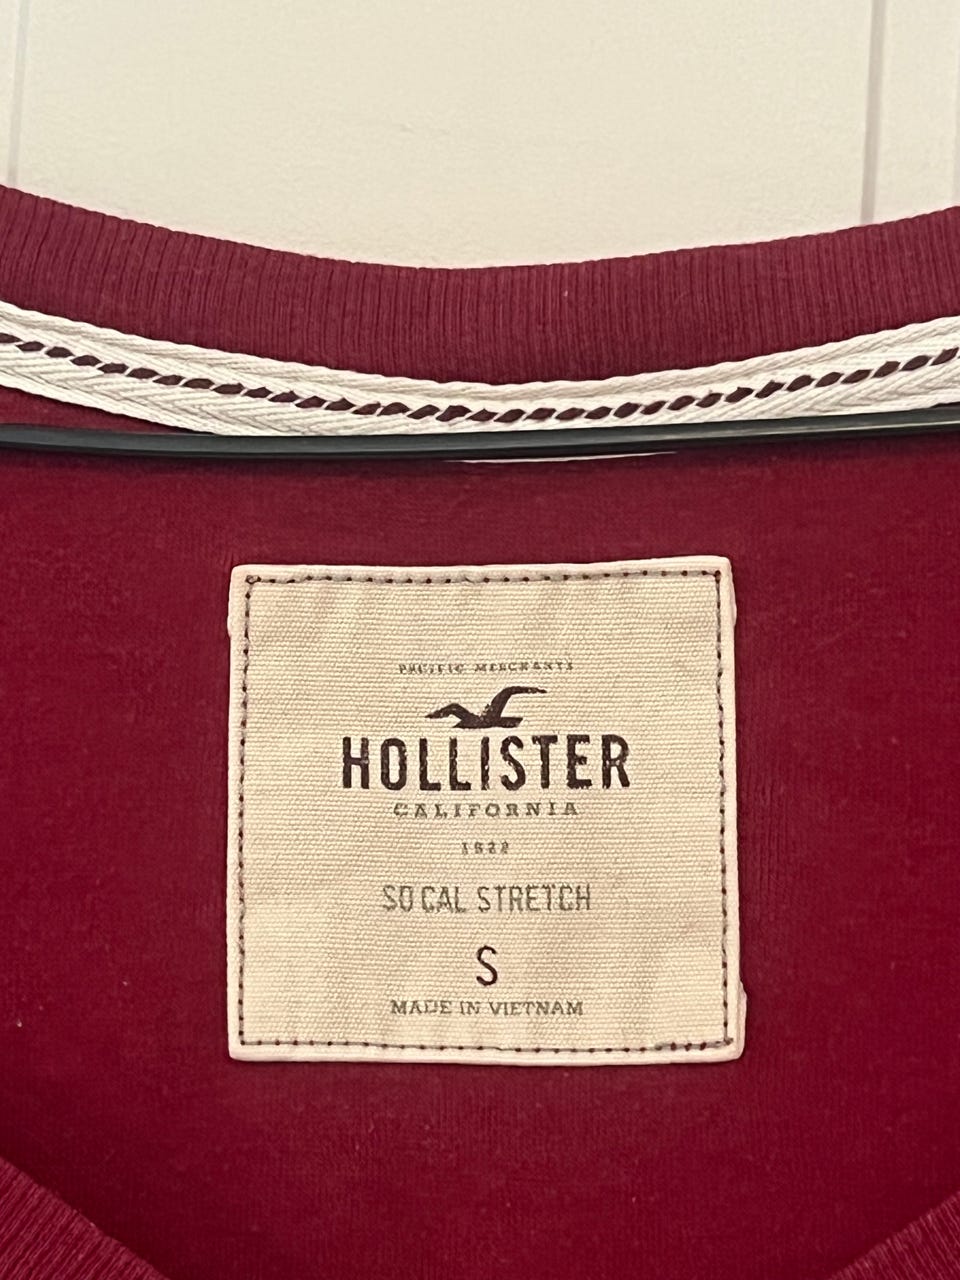 PACIFIC MERCHANTS
HOLLISTER
CALIFORNIA
1922
SO CAL STRETCH
S
MADE IN VIETNAM